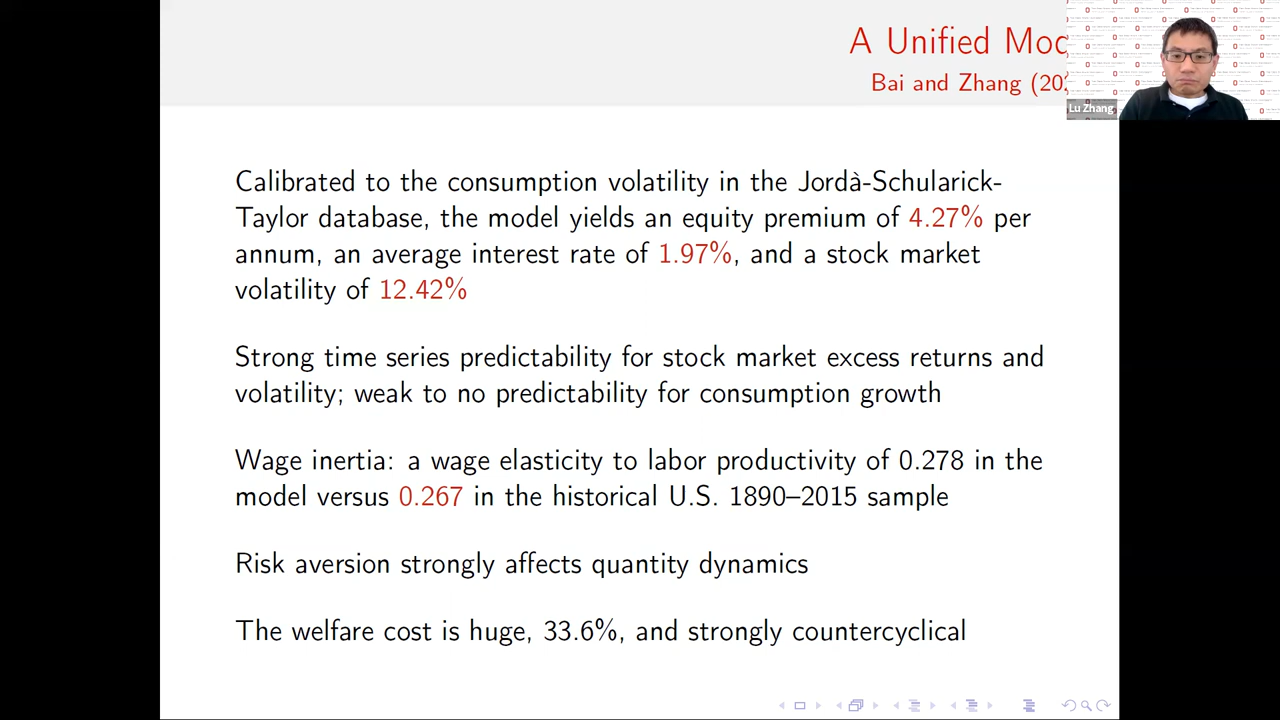 A Unified Mod
Bai and Zhang (20
Lu Zhang
Calibrated to the consumption volatility in the Jordà-Schularick-
Taylor database, the model yields an equity premium of 4.27% per
annum, an average interest rate of 1.97%, and a stock market
volatility of 12.42%
Strong time series predictability for stock market excess returns and
volatility; weak to no predictability for consumption growth
Wage inertia: a wage elasticity to labor productivity of 0.278 in the
model versus 0.267 in the historical U.S. 1890–2015 sample
Risk aversion strongly affects quantity dynamics
The welfare cost is huge, 33.6%, and strongly countercyclical